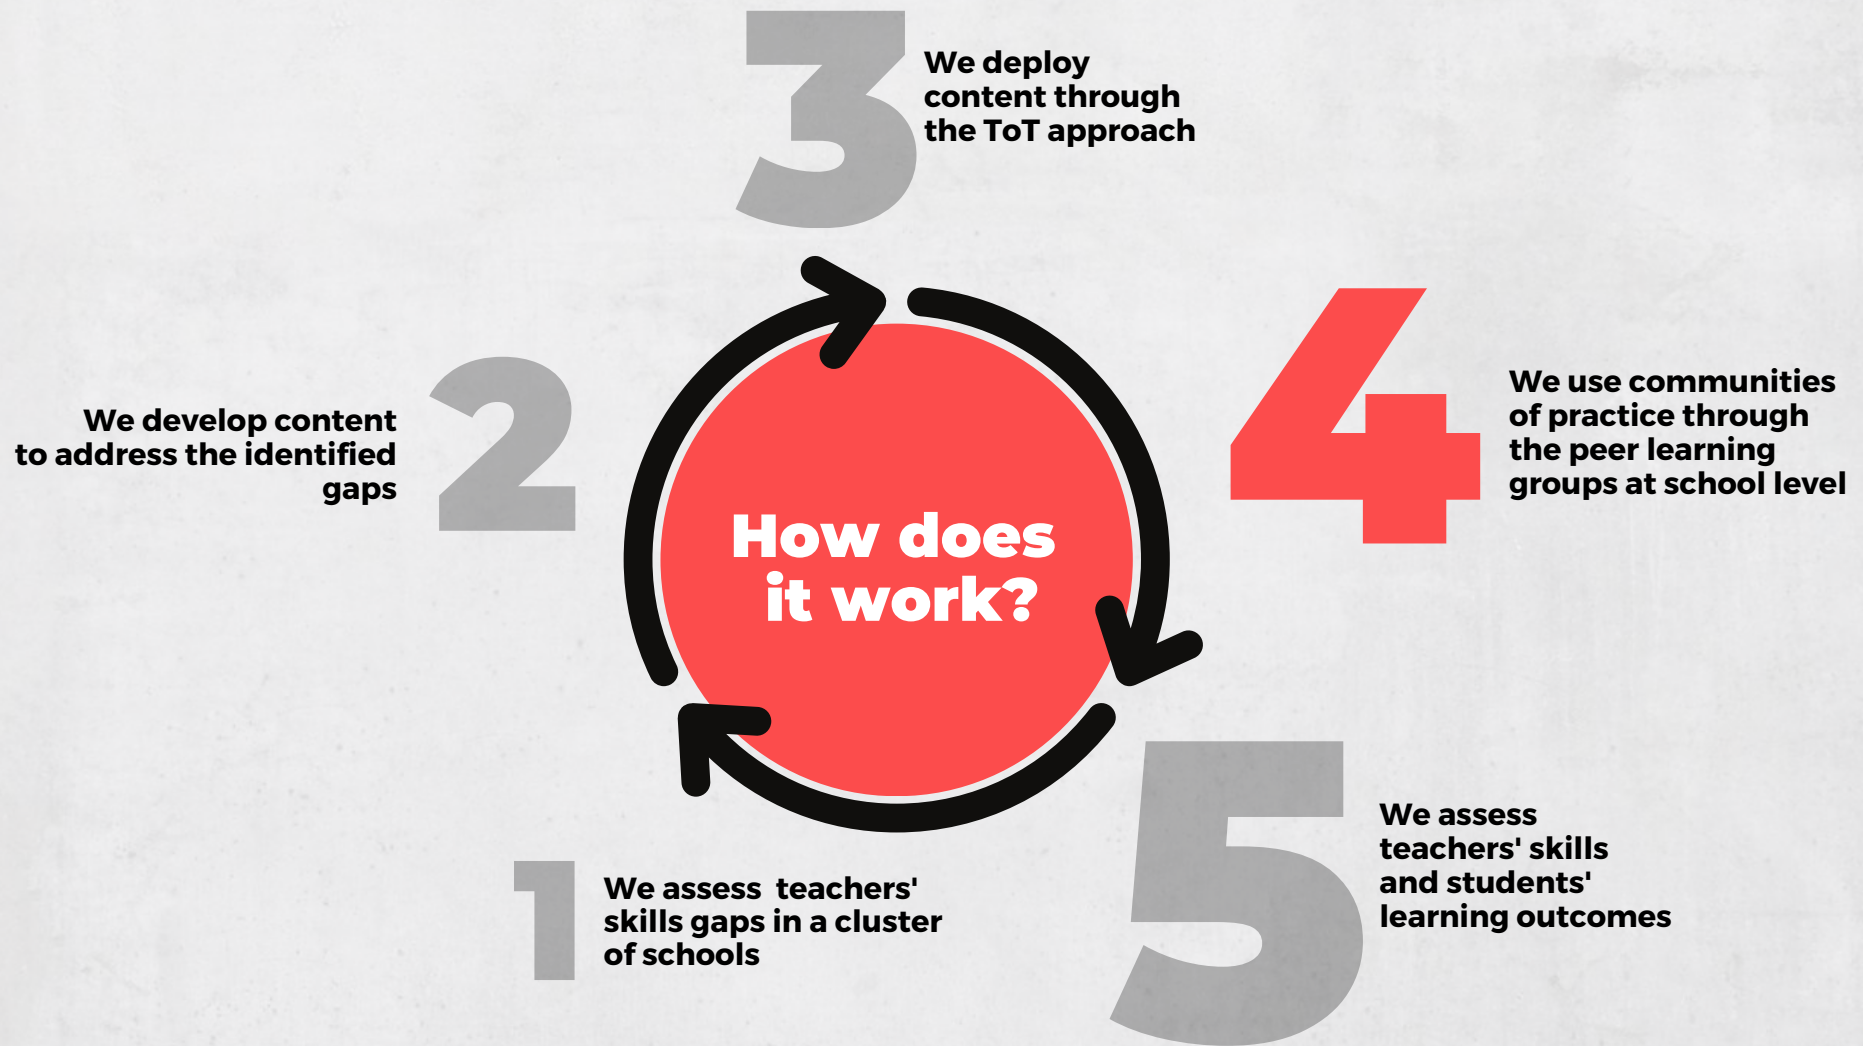 3
We deploy
content through
the ToT approach
4
We use communities
of practice through
the peer learning
groups at school level
2
We develop content
to address the identified
gaps
How does
it work?
5
We assess
teachers' skills
and students'
learning outcomes
1
We assess  teachers'
skills gaps in a cluster
of schools